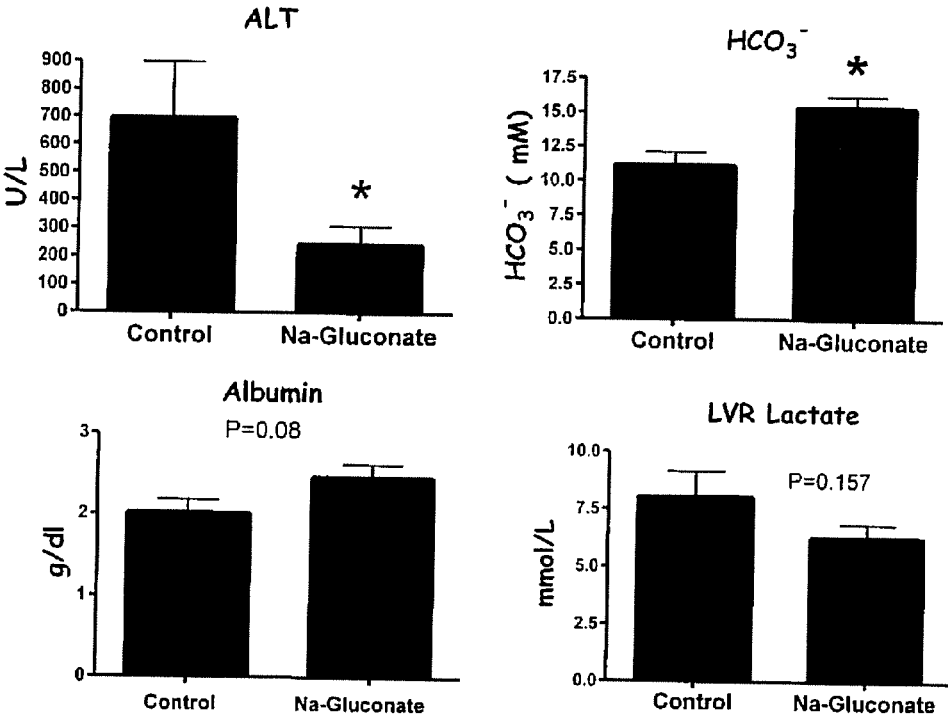 ALT
900
800
700
600
500
400
300
200
100
0
U/L
*
Control Na-Gluconate
HCO₃⁻
17.5
15.0
12.5
10.0
7.5
5.0
2.5
0.0
HCO₃⁻ ( mM)
*
Control Na-Gluconate
Albumin
P=0.08
3
2
1
0
g/dl
Control Na-Gluconate
LVR Lactate
P=0.157
10.0
7.5
5.0
2.5
0.0
mmol/L
Control Na-Gluconate